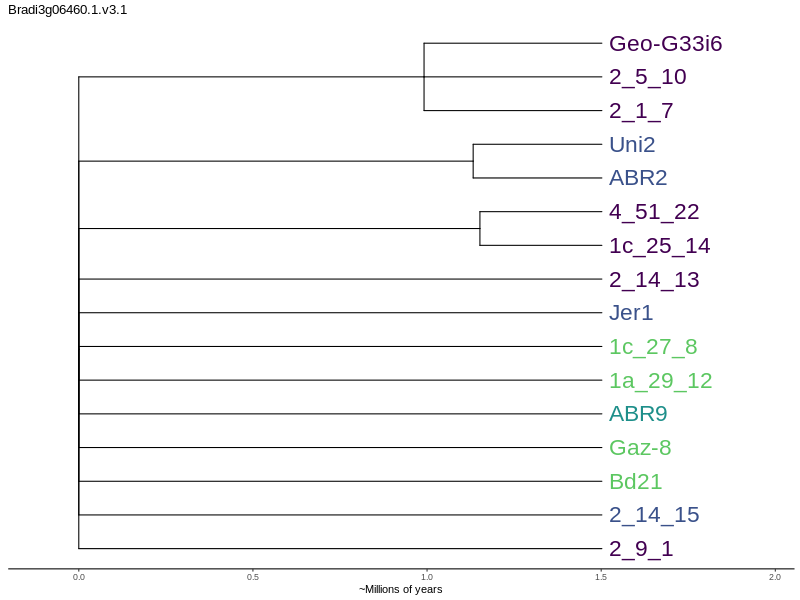 Bradi3g06460.1.v3.1
Geo-G33i6
2_5_10
2_1_7
Uni2
ABR2
4_51_22
1c_25_14
2_14_13
Jer1
1c_27_8
1a_29_12
ABR9
Gaz-8
Bd21
2_14_15
2_9_1
0.0 0.5 1.0 1.5 2.0
~Millions of years